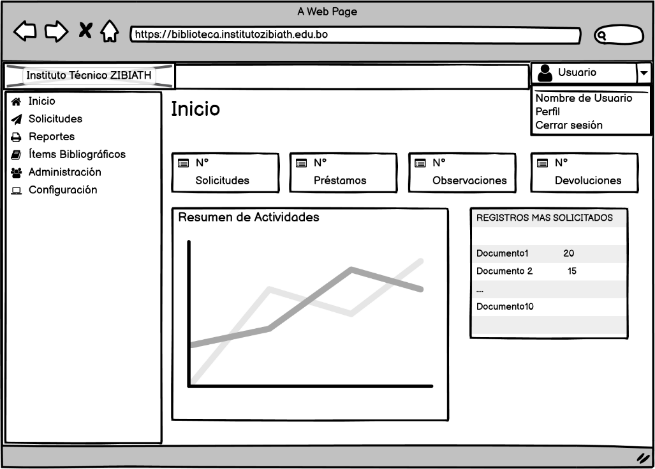 A Web Page
https://biblioteca.institutozibiath.edu.bo
Instituto Técnico ZIBIATH
Usuario
Nombre de Usuario
Perfil
Cerrar sesión
Inicio
Solicitudes
Reportes
Ítems Bibliográficos
Administración
Configuración
Inicio
N°
Solicitudes
N°
Préstamos
N°
Observaciones
N°
Devoluciones
Resumen de Actividades
REGISTROS MAS SOLICITADOS
Documento1 20
Documento 2 15
...
Documento10